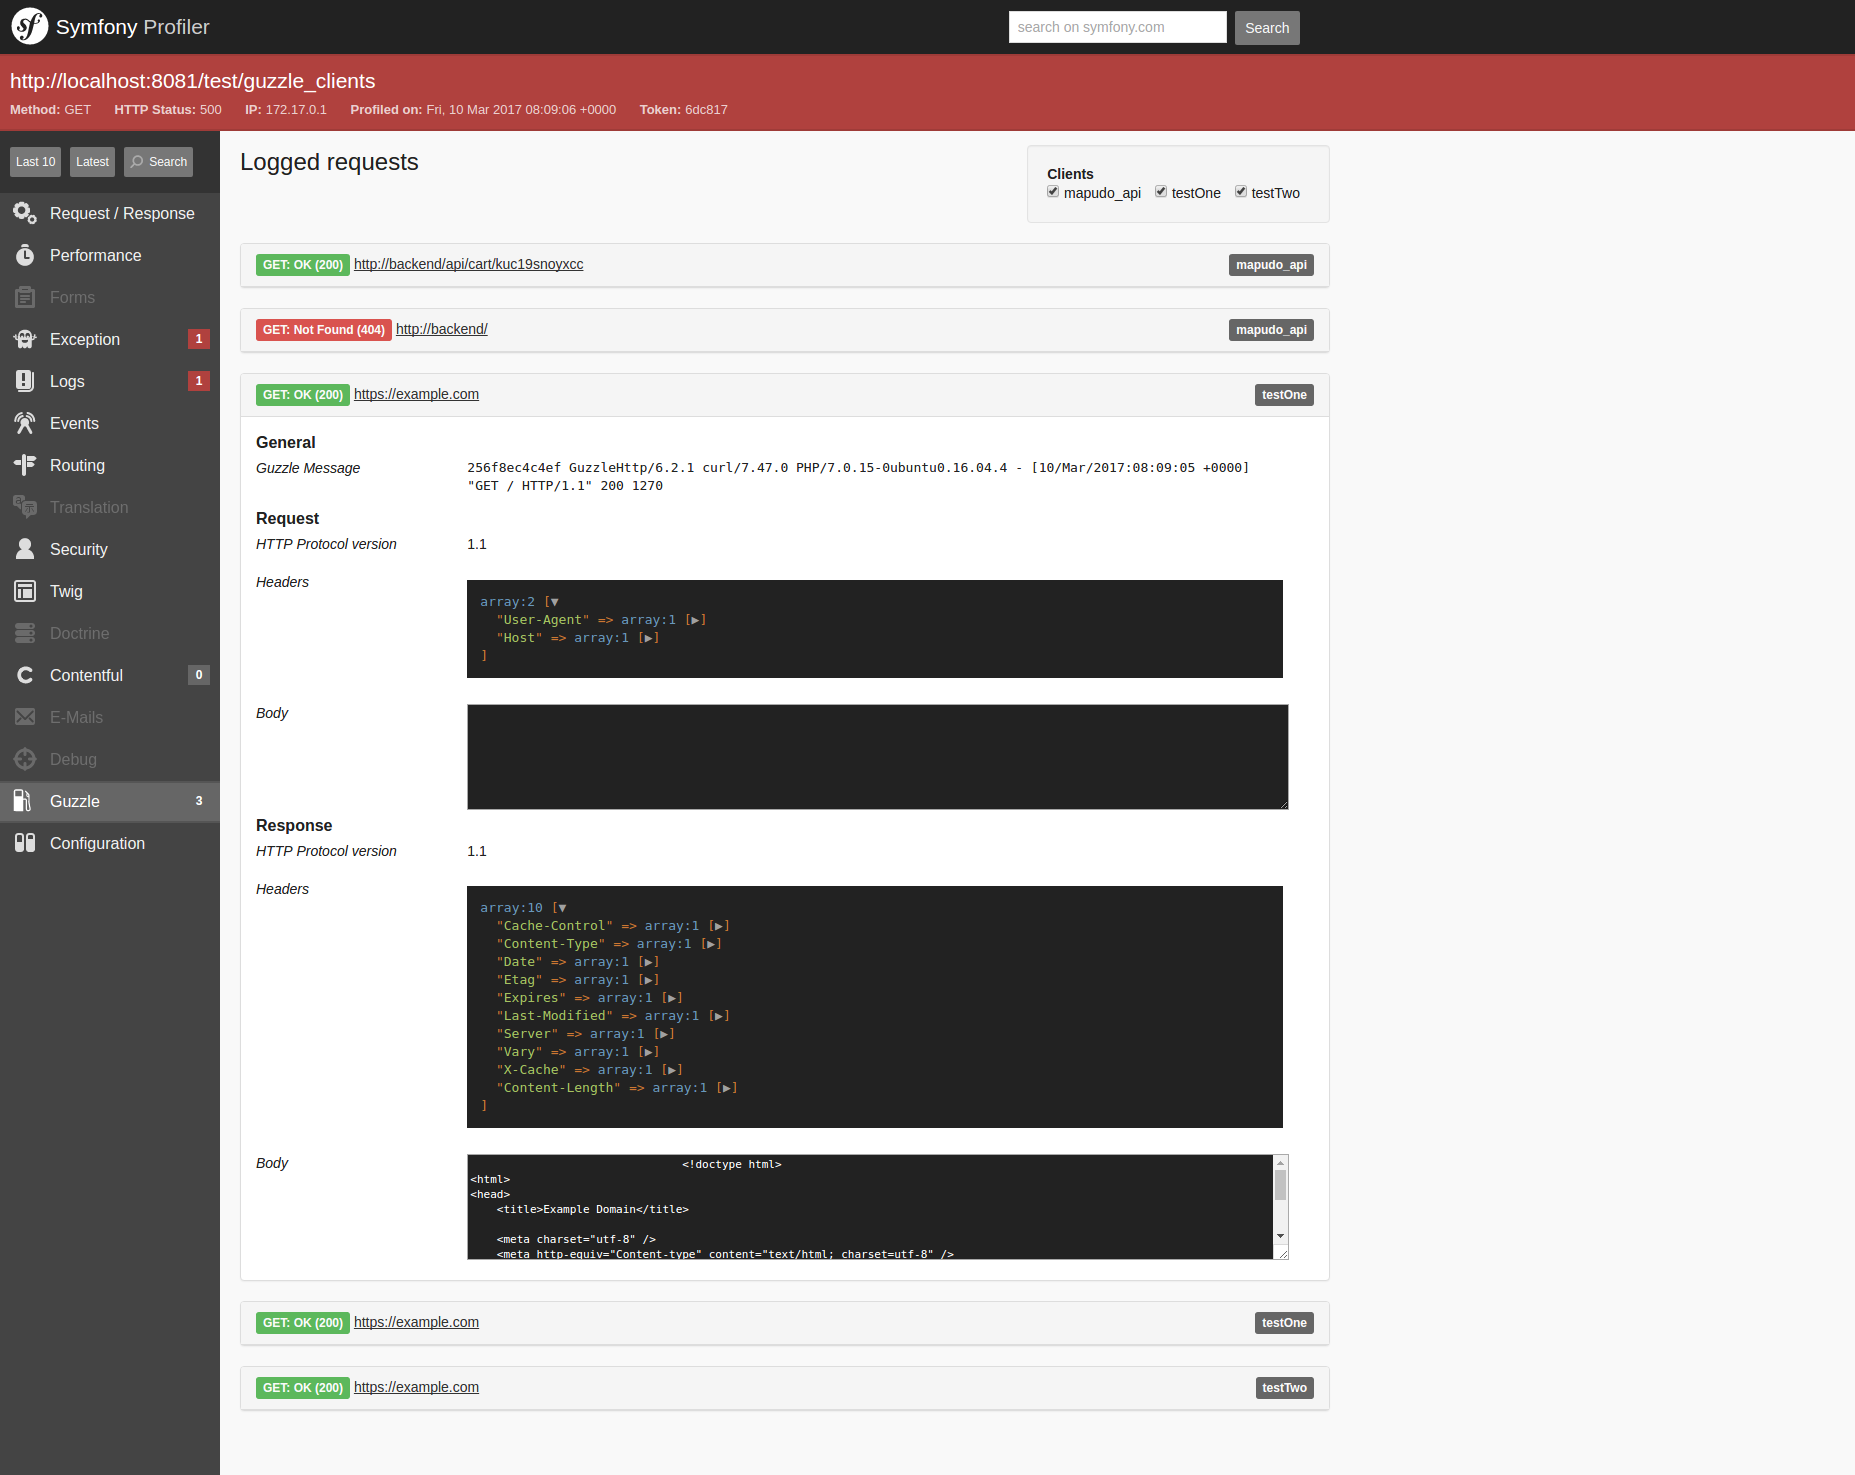 Symfony Profiler
search on symfony.com
Search
http://localhost:8081/test/guzzle_clients
Method: GET HTTP Status: 500 IP: 172.17.0.1 Profiled on: Fri, 10 Mar 2017 08:09:06 +0000 Token: 6dc817
Last 10 Latest Search
Request / Response
Performance
Forms
Exception 1
Logs 1
Events
Routing
Translation
Security
Twig
Doctrine
Contentful 0
E-Mails
Debug
Guzzle 3
Configuration
Logged requests
Clients
mapudo_api testOne testTwo
GET: OK (200) http://backend/api/cart/kuc19snoyxcc mapudo_api
GET: Not Found (404) http://backend/ mapudo_api
GET: OK (200) https://example.com testOne
General
Guzzle Message 256f8ec4c4ef GuzzleHttp/6.2.1 curl/7.47.0 PHP/7.0.15-0ubuntu0.16.04.4 - [10/Mar/2017:08:09:05 +0000]
"GET / HTTP/1.1" 200 1270
Request
HTTP Protocol version 1.1
Headers
array:2 [▼
"User-Agent" => array:1 [▶]
"Host" => array:1 [▶]
]
Body
Response
HTTP Protocol version 1.1
Headers
array:10 [▼
"Cache-Control" => array:1 [▶]
"Content-Type" => array:1 [▶]
"Date" => array:1 [▶]
"Etag" => array:1 [▶]
"Expires" => array:1 [▶]
"Last-Modified" => array:1 [▶]
"Server" => array:1 [▶]
"Vary" => array:1 [▶]
"X-Cache" => array:1 [▶]
"Content-Length" => array:1 [▶]
]
Body
<!doctype html>
<html>
<head>
<title>Example Domain</title>
<meta charset="utf-8" />
<meta http-equiv="Content-type" content="text/html; charset=utf-8" />
GET: OK (200) https://example.com testOne
GET: OK (200) https://example.com testTwo